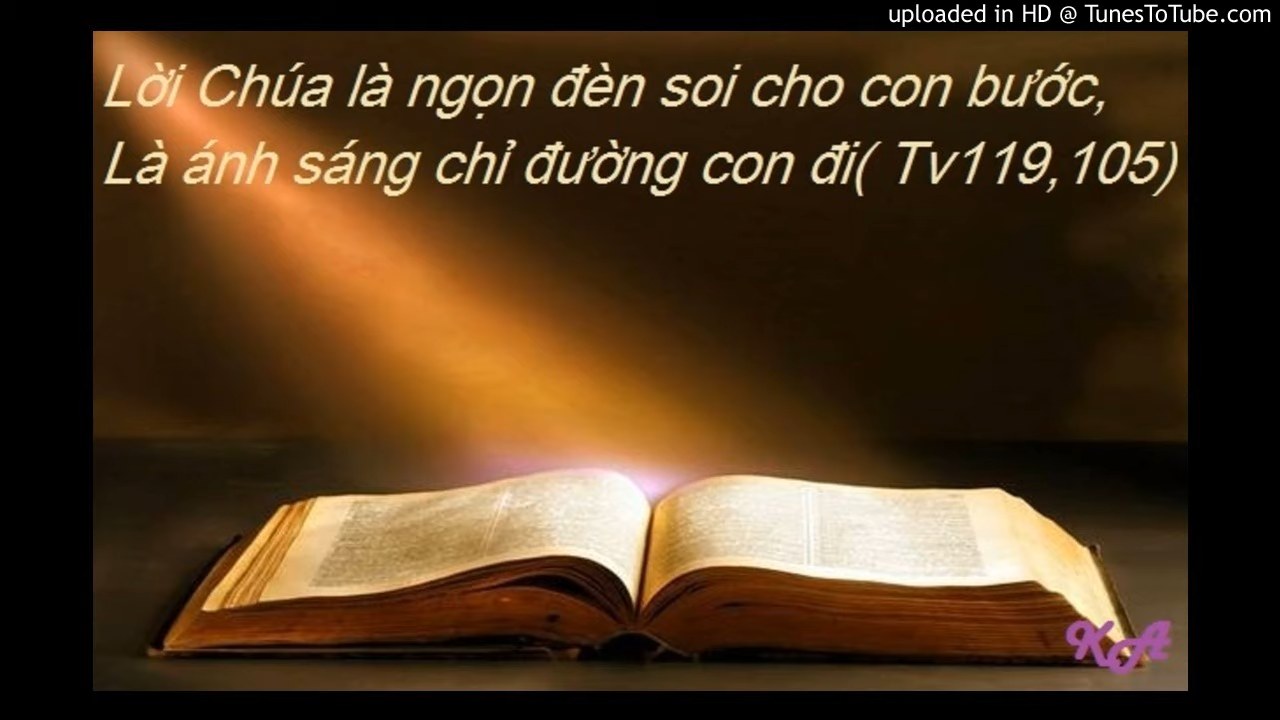 uploaded in HD @ TunesToTube.com
Lời Chúa là ngọn đèn soi cho con bước,
Là ánh sáng chỉ đường con đi( Tv119,105)
KA